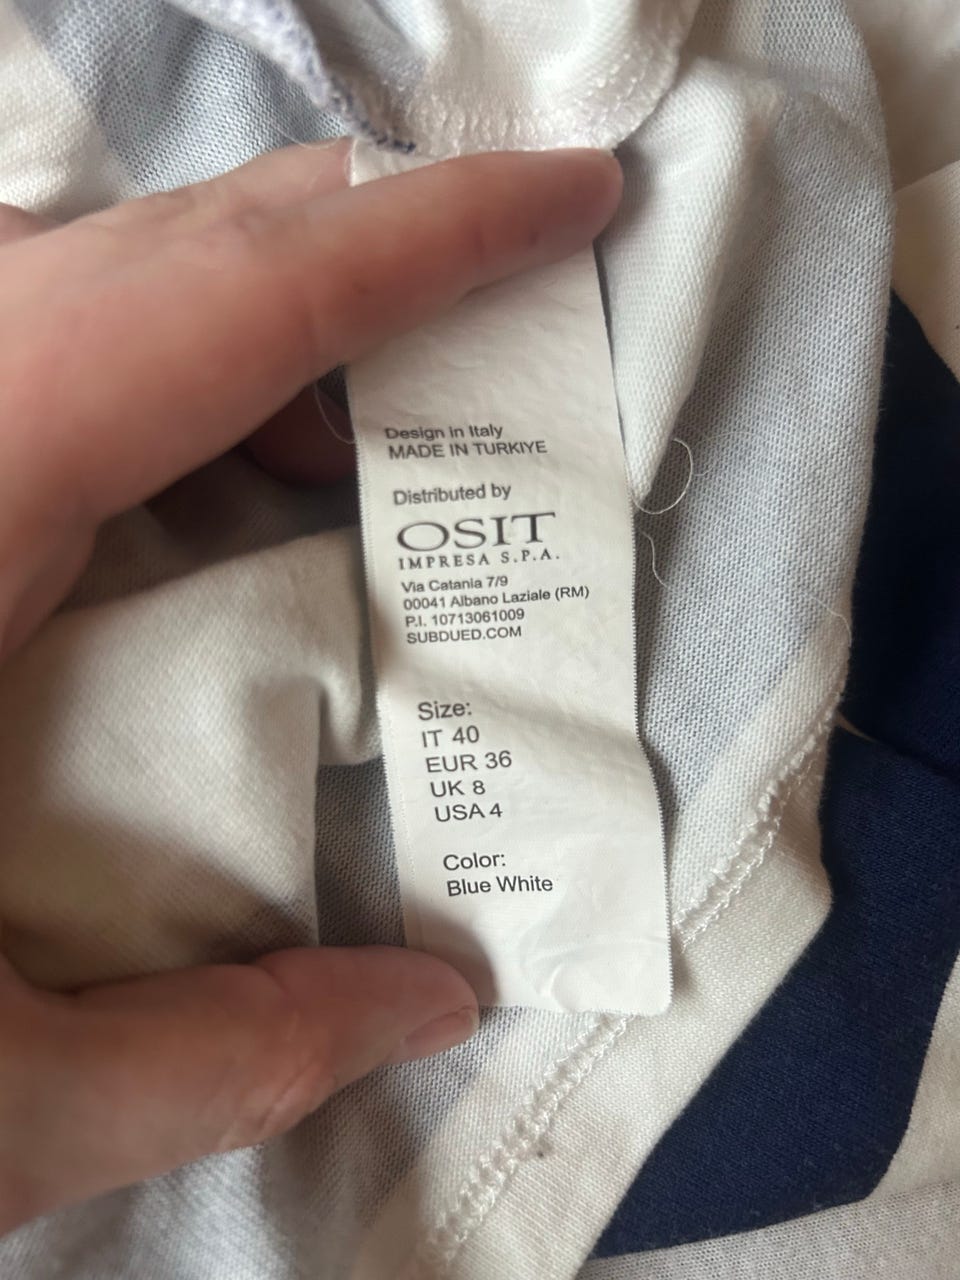 Design in Italy
MADE IN TURKIYE
Distributed by
OSIT
IMPRESA S.P.A.
Via Catania 7/9
00041 Albano Laziale (RM)
P.I. 10713061009
SUBDUED.COM
Size:
IT 40
EUR 36
UK 8
USA 4
Color:
Blue White